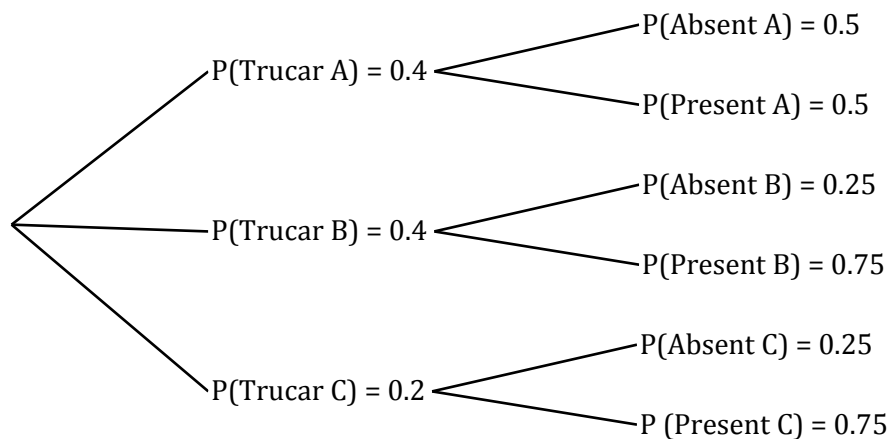 P(Absent A) = 0.5
P(Trucar A) = 0.4
P(Present A) = 0.5
P(Absent B) = 0.25
P(Trucar B) = 0.4
P(Present B) = 0.75
P(Absent C) = 0.25
P(Trucar C) = 0.2
P (Present C) = 0.75